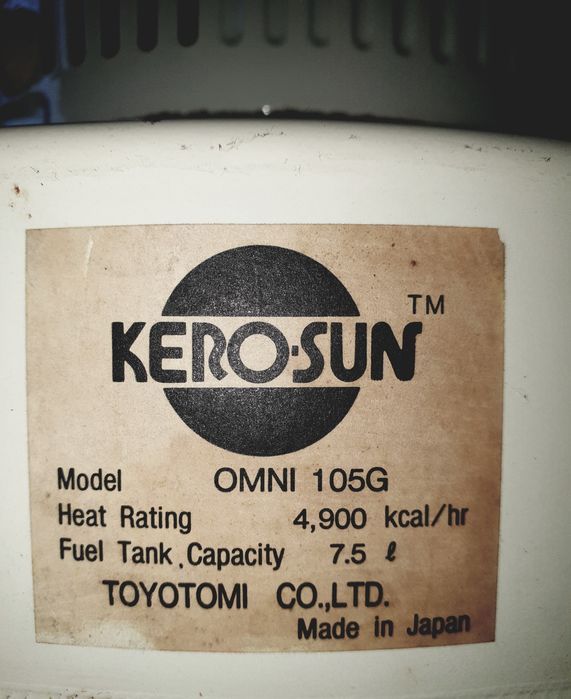 KERO·SUN TM
Model OMNI 105G
Heat Rating 4,900 kcal/hr
Fuel Tank Capacity 7.5 ℓ
TOYOTOMI CO.,LTD.
Made in Japan